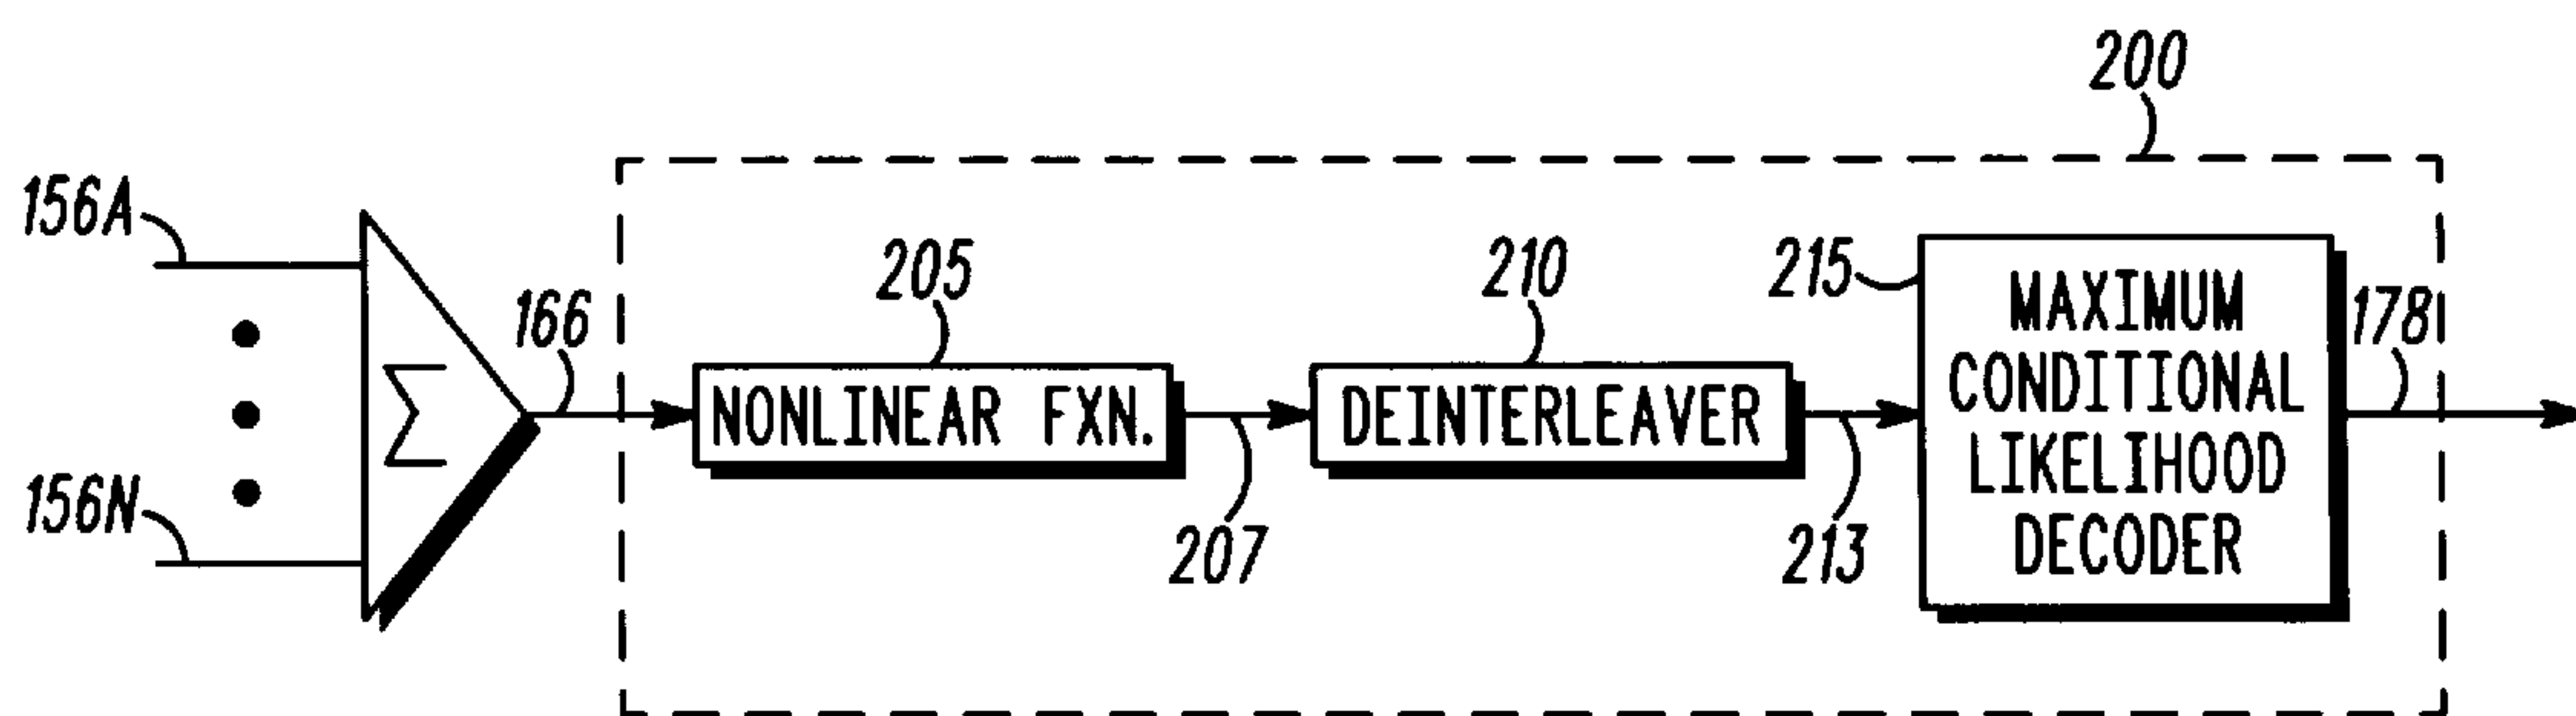 200
156A
205
210
215
MAXIMUM
CONDITIONAL
LIKELIHOOD
DECODER
178
166
Σ
NONLINEAR FXN.
DEINTERLEAVER
156N
207
213